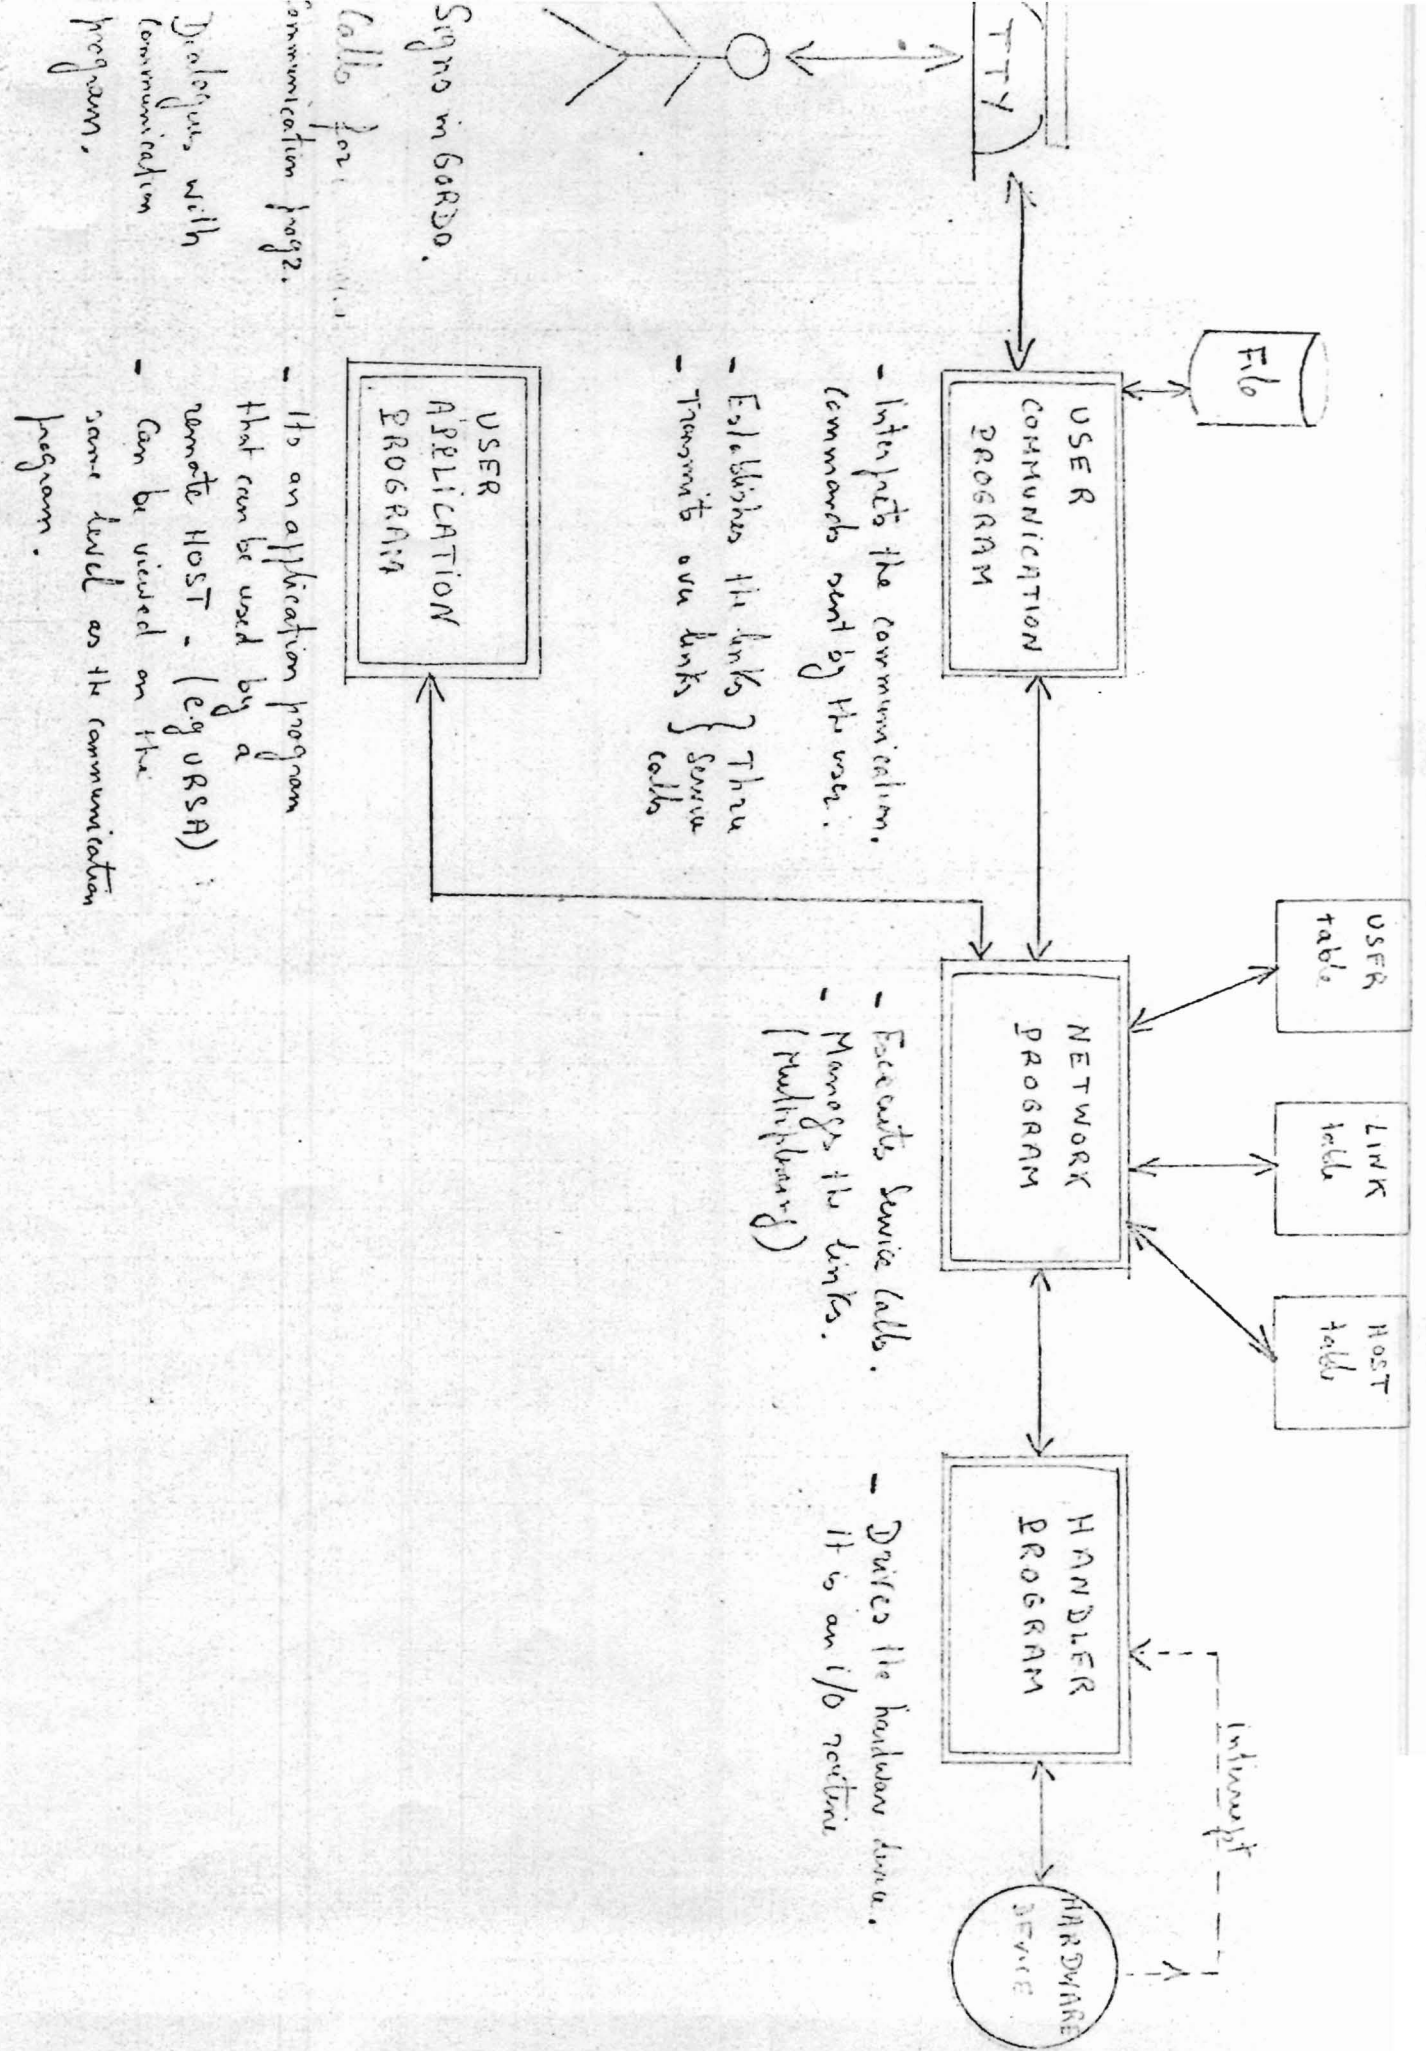 TTY
Signs in GORDO.
Calls for
communication progr.
Dialogues with
communication
program.
File
USER
COMMUNICATION
PROGRAM
- Interprets the communication.
commands sent by the user.
- Establishes the links } Thru
- Transmits over links } Service
calls
USER
APPLICATION
PROGRAM
- Its an application program
that can be used by a
remote HOST - (e.g URSA)
- Can be viewed on the
same level as the communication
program.
USER
table
LINK
table
HOST
table
NETWORK
PROGRAM
- Executes Service Calls.
- Manages the links.
(Multiplexing)
HANDLER
PROGRAM
- Drives the hardware device.
It is an i/o routine
interrupt
HARDWARE
DEVICE